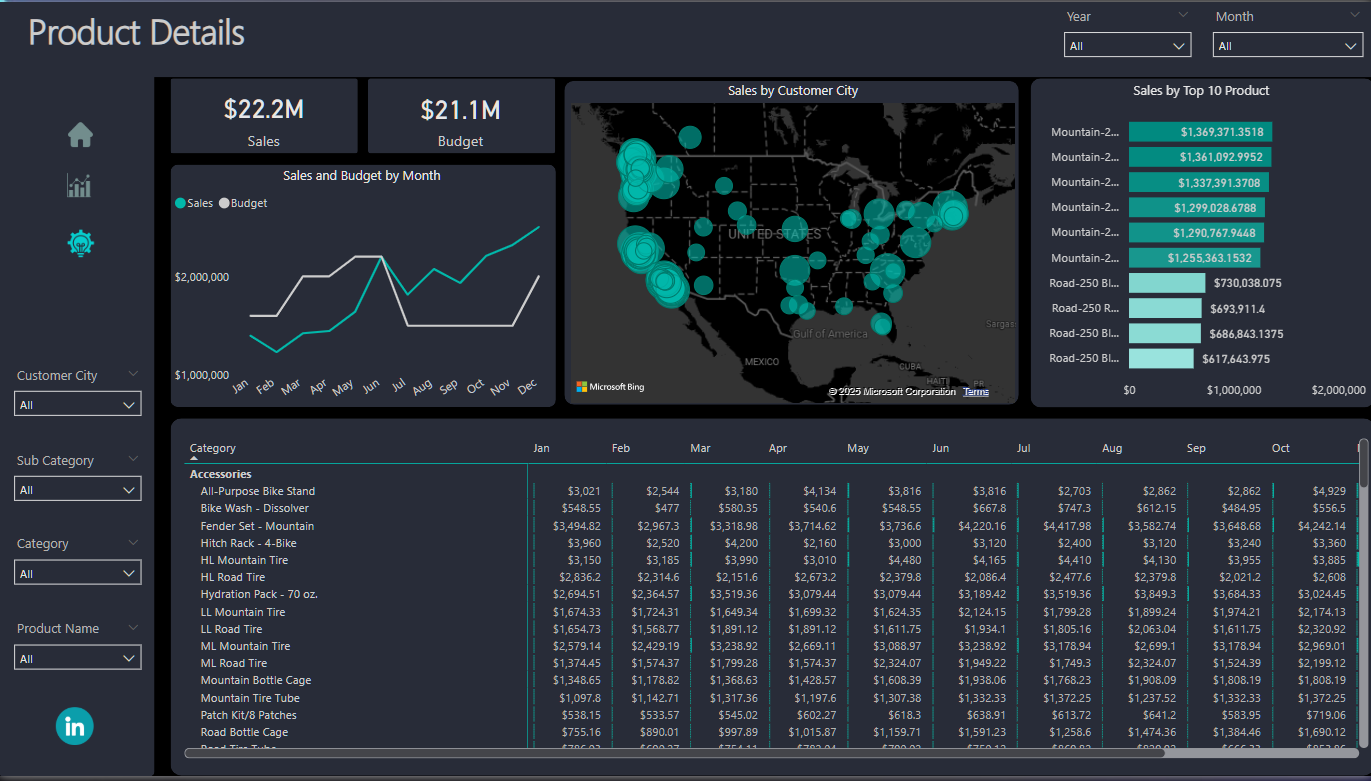 Product Details
Year
All
Month
All
$22.2M
Sales
$21.1M
Budget
Sales and Budget by Month
Sales Budget
$2,000,000
$1,000,000
Jan Feb Mar Apr May Jun Jul Aug Sep Oct Nov Dec
Sales by Customer City
UNITED STATES
Gulf of America
Sargas
MEXICO
CUBA
HAITI
PR
Microsoft Bing
© 2025 Microsoft Corporation Terms
Sales by Top 10 Product
Mountain-2... $1,369,371.3518
Mountain-2... $1,361,092.9952
Mountain-2... $1,337,391.3708
Mountain-2... $1,299,028.6788
Mountain-2... $1,290,767.9448
Mountain-2... $1,255,363.1532
Road-250 Bl... $730,038.075
Road-250 R... $693,911.4
Road-250 Bl... $686,843.1375
Road-250 Bl... $617,643.975
$0 $1,000,000 $2,000,000
Customer City
All
Sub Category
All
Category
All
Product Name
All
in
Category Jan Feb Mar Apr May Jun Jul Aug Sep Oct
Accessories
All-Purpose Bike Stand $3,021 $2,544 $3,180 $4,134 $3,816 $3,816 $2,703 $2,862 $2,862 $4,929
Bike Wash - Dissolver $548.55 $477 $580.35 $540.6 $548.55 $667.8 $747.3 $612.15 $484.95 $556.5
Fender Set - Mountain $3,494.82 $2,967.3 $3,318.98 $3,714.62 $3,736.6 $4,220.16 $4,417.98 $3,582.74 $3,648.68 $4,242.14
Hitch Rack - 4-Bike $3,960 $2,520 $4,200 $2,160 $3,000 $3,120 $2,400 $3,120 $3,240 $3,360
HL Mountain Tire $3,150 $3,185 $3,990 $3,010 $4,480 $4,165 $4,410 $4,130 $3,955 $3,885
HL Road Tire $2,836.2 $2,314.6 $2,151.6 $2,673.2 $2,379.8 $2,086.4 $2,477.6 $2,379.8 $2,021.2 $2,608
Hydration Pack - 70 oz. $2,694.51 $2,364.57 $3,519.36 $3,079.44 $3,079.44 $3,189.42 $3,519.36 $3,849.3 $3,684.33 $3,024.45
LL Mountain Tire $1,674.33 $1,724.31 $1,649.34 $1,699.32 $1,624.35 $2,124.15 $1,799.28 $1,899.24 $1,974.21 $2,174.13
LL Road Tire $1,654.73 $1,568.77 $1,891.12 $1,891.12 $1,611.75 $1,934.1 $1,805.16 $2,063.04 $1,611.75 $2,320.92
ML Mountain Tire $2,579.14 $2,429.19 $3,238.92 $2,669.11 $3,088.97 $3,238.92 $3,178.94 $2,699.1 $3,178.94 $2,969.01
ML Road Tire $1,374.45 $1,574.37 $1,799.28 $1,574.37 $2,324.07 $1,949.22 $1,749.3 $2,324.07 $1,524.39 $2,199.12
Mountain Bottle Cage $1,348.65 $1,178.82 $1,368.63 $1,428.57 $1,608.39 $1,938.06 $1,768.23 $1,908.09 $1,808.19 $1,808.19
Mountain Tire Tube $1,097.8 $1,142.71 $1,317.36 $1,197.6 $1,307.38 $1,332.33 $1,372.25 $1,237.52 $1,332.33 $1,372.25
Patch Kit/8 Patches $538.15 $533.57 $545.02 $602.27 $618.3 $638.91 $613.72 $641.2 $583.95 $719.06
Road Bottle Cage $755.16 $890.01 $997.89 $1,015.87 $1,159.71 $1,591.23 $1,258.6 $1,474.36 $1,384.46 $1,690.12
Road Tire Tube